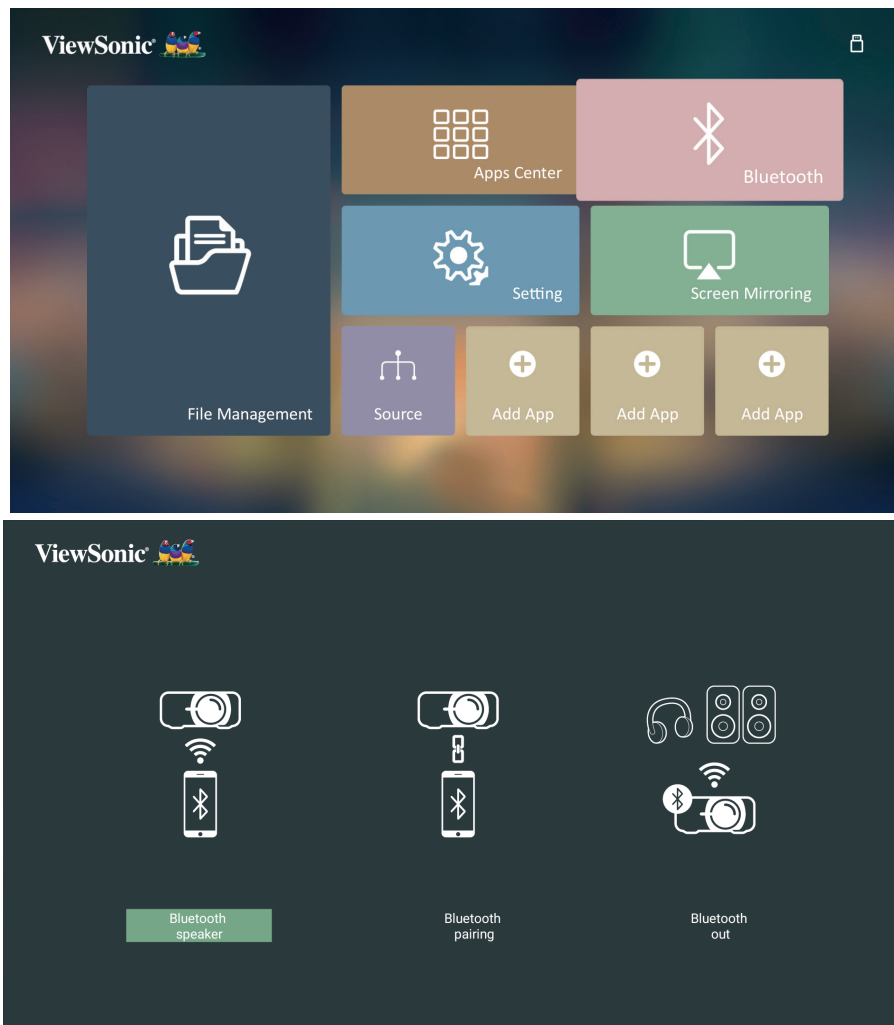 ViewSonic®
Apps Center
Bluetooth
Setting
Screen Mirroring
File Management
Source
Add App
Add App
Add App
ViewSonic®
Bluetooth
speaker
Bluetooth
pairing
Bluetooth
out